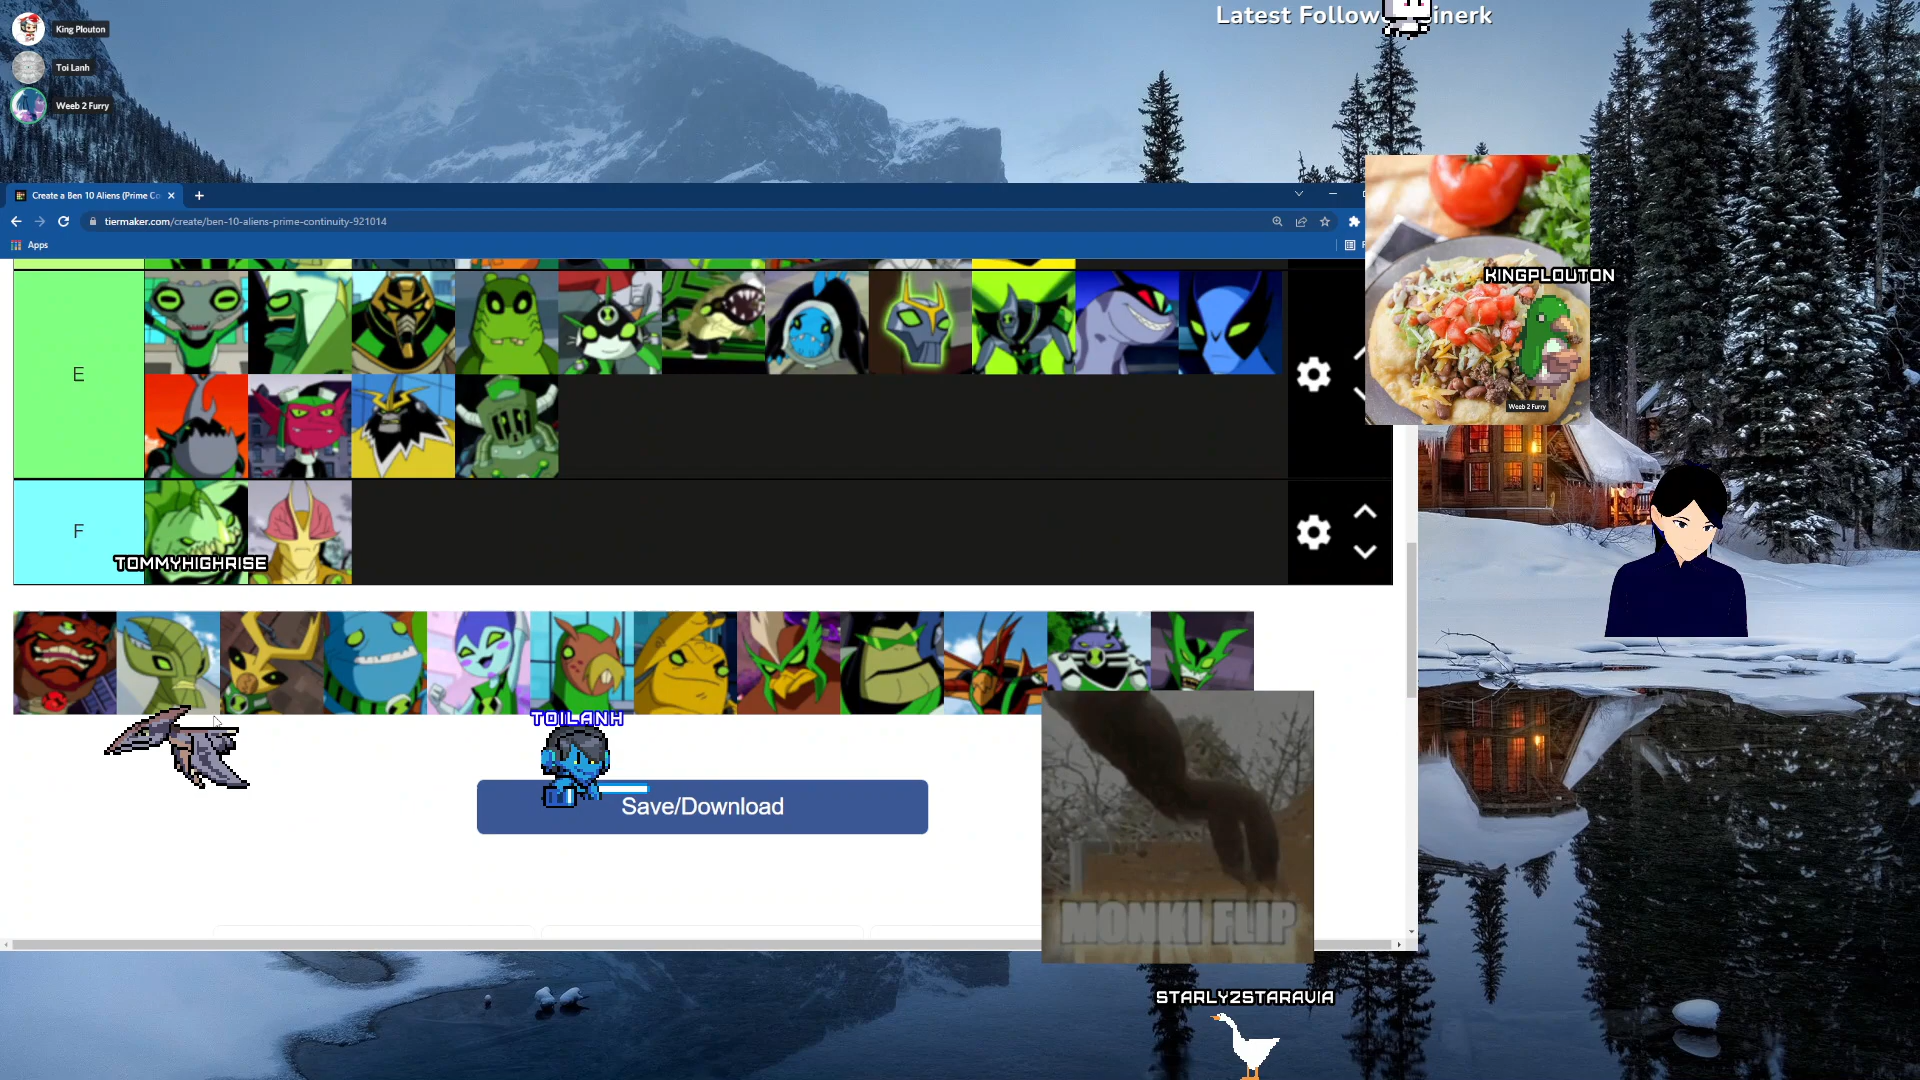 King Plouton
Latest Follow
inerk
Toi Lanh
Weeb 2 Furry
Create a Ben 10 Aliens (Prime Co
tiermaker.com/create/ben-10-aliens-prime-continuity-921014
Apps
KINGPLOUTON
E
Weeb 2 Furry
F
TOMMYHIGHRISE
TOILANH
Save/Download
MONKI FLIP
STARLY2STARAVIA